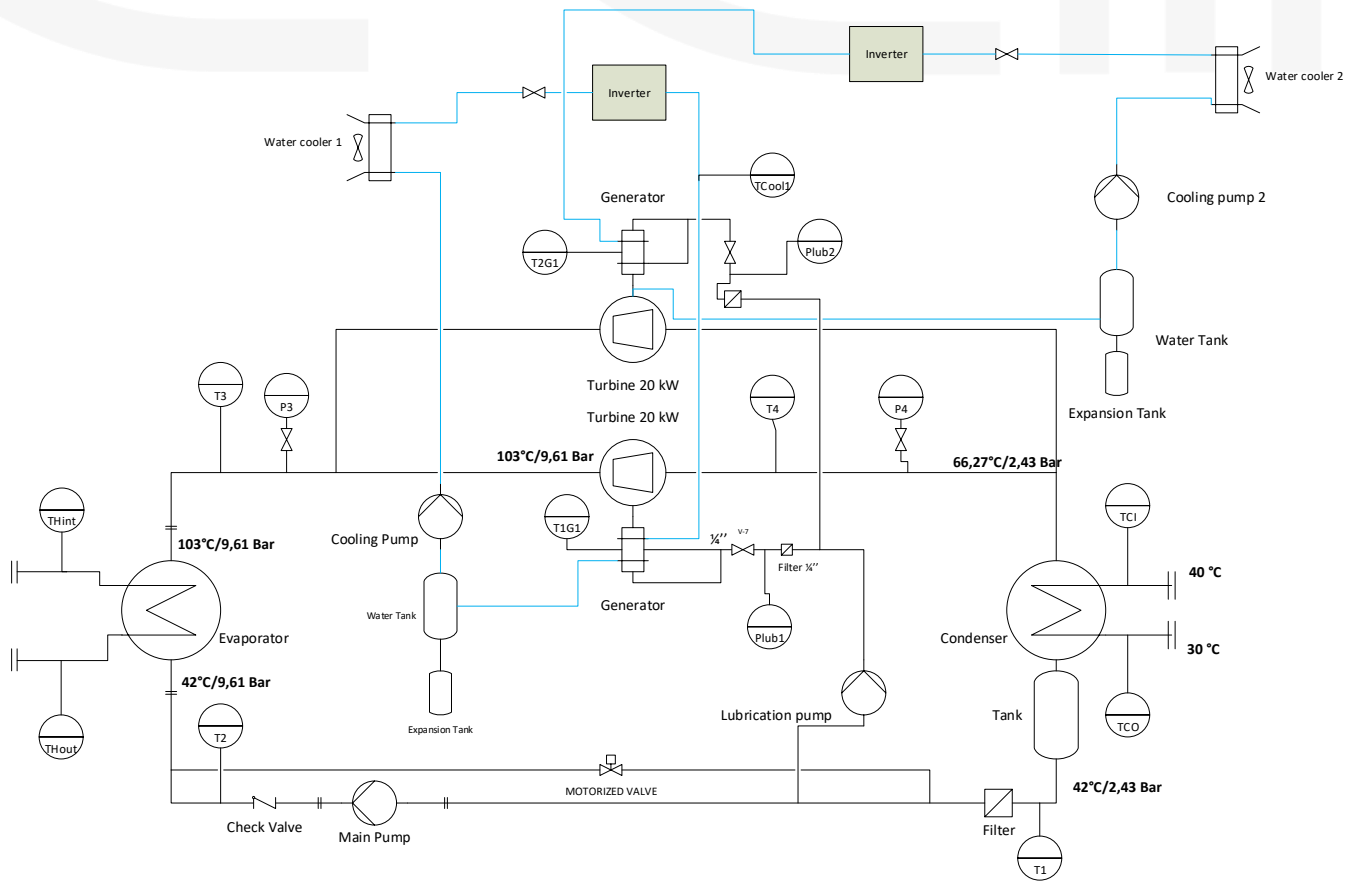 Inverter
Water cooler 2
Inverter
Water cooler 1
TCool1
Generator
Cooling pump 2
T2G1
Plub2
Water Tank
Turbine 20 kW
Expansion Tank
T3
P3
Turbine 20 kW
T4
P4
103°C/9,61 Bar
66,27°C/2,43 Bar
THint
T1G1
TCI
Cooling Pump
¼’’
V-7
103°C/9,61 Bar
Filter ¼’’
40 °C
Water Tank
Generator
Plub1
Evaporator
Condenser
30 °C
42°C/9,61 Bar
THout
T2
Expansion Tank
Lubrication pump
Tank
TCO
MOTORIZED VALVE
42°C/2,43 Bar
Check Valve
Main Pump
Filter
T1